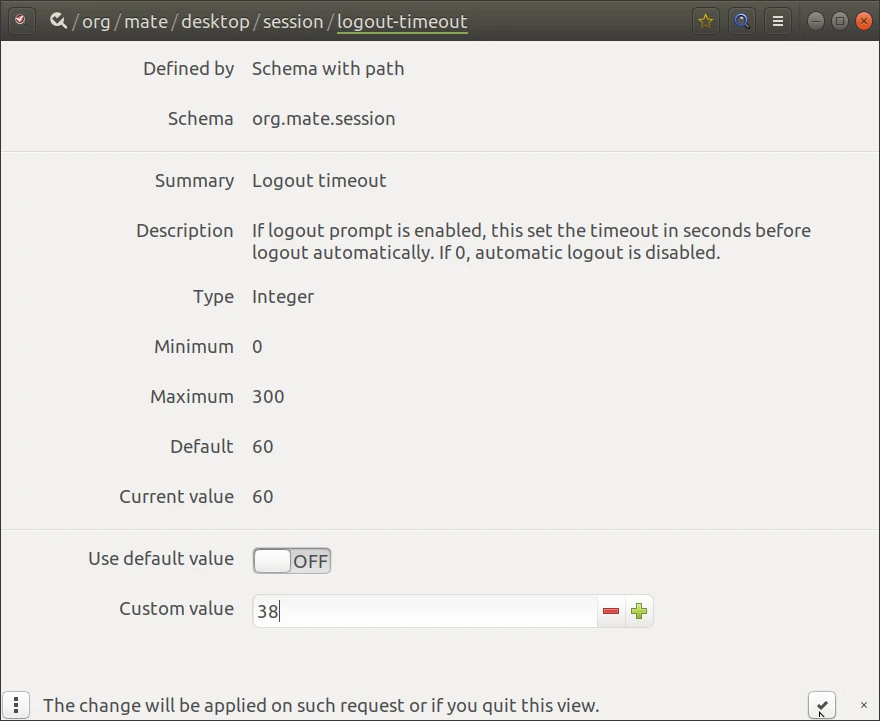 / org / mate / desktop / session / logout-timeout
Defined by Schema with path
Schema org.mate.session
Summary Logout timeout
Description If logout prompt is enabled, this set the timeout in seconds before
logout automatically. If 0, automatic logout is disabled.
Type Integer
Minimum 0
Maximum 300
Default 60
Current value 60
Use default value OFF
Custom value 38
The change will be applied on such request or if you quit this view.